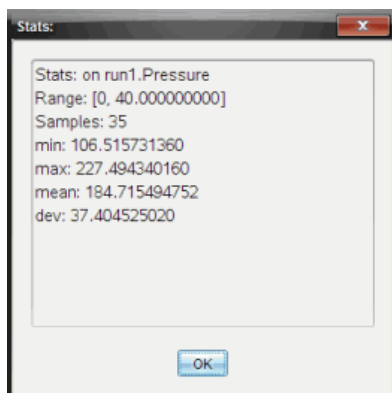 Stats:
Stats: on run1.Pressure
Range: [0, 40.000000000]
Samples: 35
min: 106.515731360
max: 227.494340160
mean: 184.715494752
dev: 37.404525020
OK